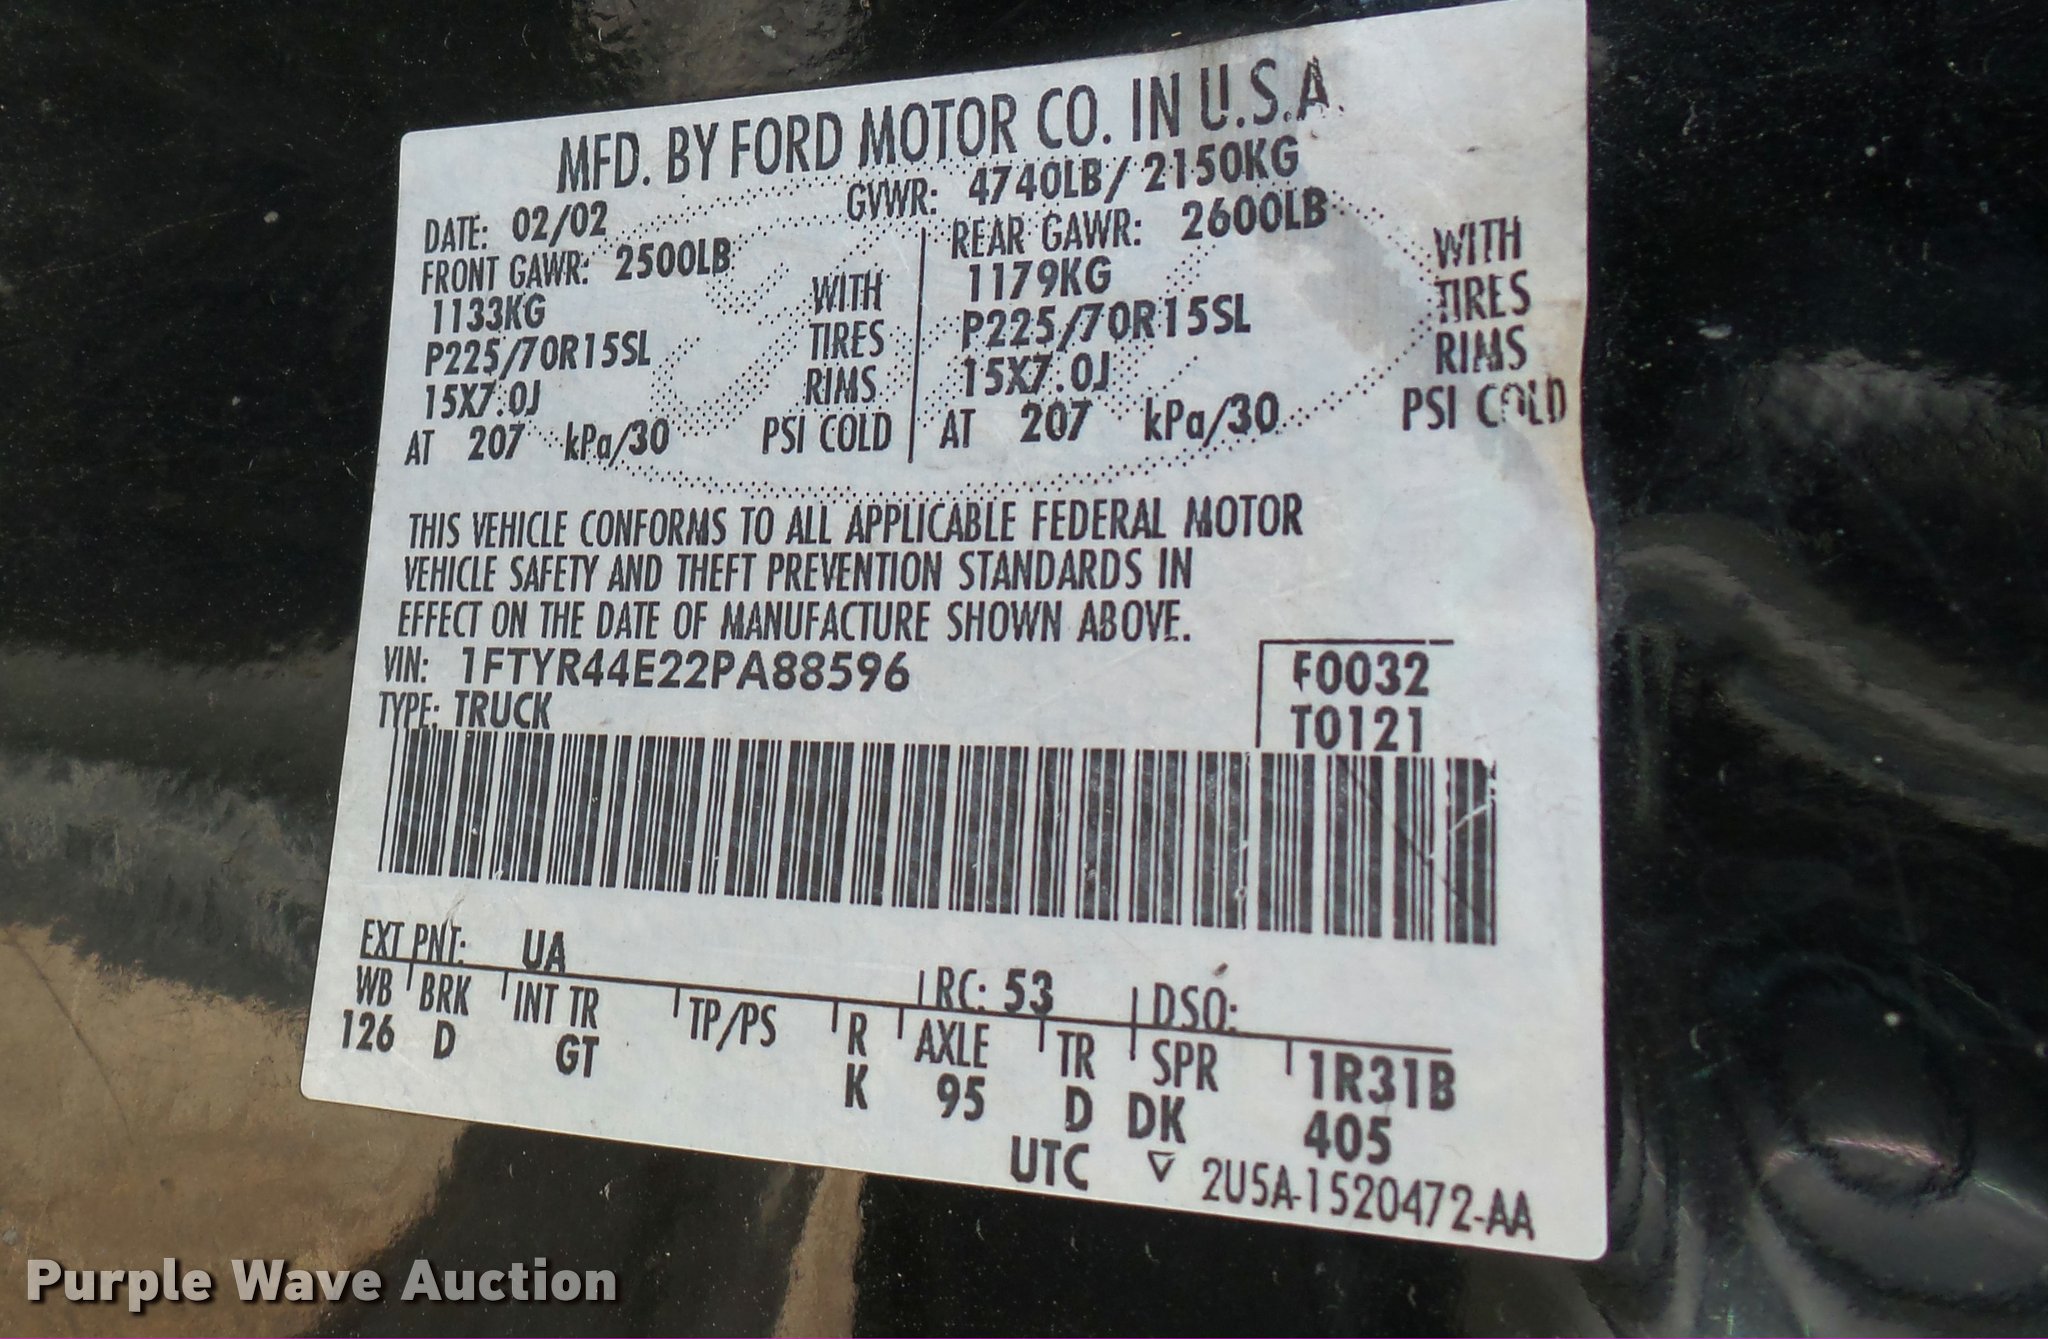 MFD. BY FORD MOTOR CO. IN U.S.A.
DATE: 02/02 GVWR: 4740LB/ 2150KG
FRONT GAWR: 2500LB REAR GAWR: 2600LB
1133KG WITH 1179KG WITH
P225/70R15SL TIRES P225/70R15SL TIRES
15X7.0J RIMS 15X7.0J RIMS
AT 207 kPa/30 PSI COLD AT 207 kPa/30 PSI COLD
THIS VEHICLE CONFORMS TO ALL APPLICABLE FEDERAL MOTOR
VEHICLE SAFETY AND THEFT PREVENTION STANDARDS IN
EFFECT ON THE DATE OF MANUFACTURE SHOWN ABOVE.
VIN: 1FTYR44E22PA88596 F0032
TYPE: TRUCK T0121
EXT PNT: UA RC: 53 DSO:
WB BRK INT TR TP/PS R AXLE TR SPR 1R31B
126 D GT K 95 D DK 405
UTC ▽ 2U5A-1520472-AA
Purple Wave Auction